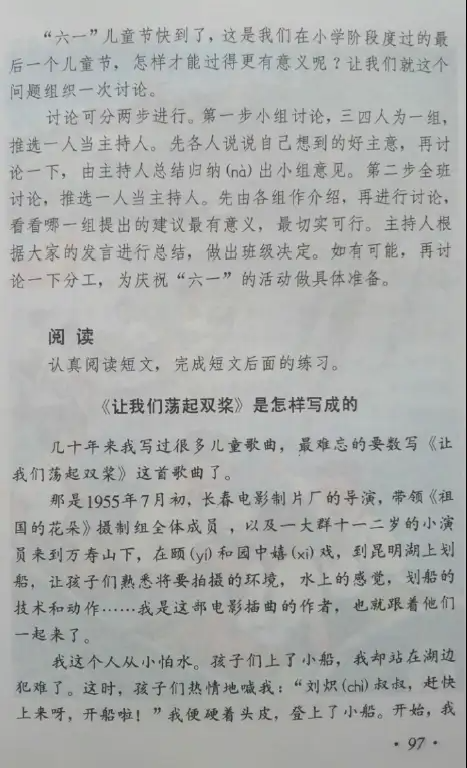 “六一”儿童节快到了，这是我们在小学阶段度过的最
后一个儿童节，怎样才能过得更有意义呢？让我们就这个
问题组织一次讨论。
讨论可分两步进行。第一步小组讨论，三四人为一组，
推选一人当主持人。先各人说说自己想到的好主意，再讨
论一下，由主持人总结归纳(nà)出小组意见。第二步全班
讨论，推选一人当主持人。先由各组作介绍，再进行讨论，
看看哪一组提出的建议最有意义，最切实可行。主持人根
据大家的发言进行总结，做出班级决定。如有可能，再讨
论一下分工，为庆祝“六一”的活动做具体准备。
阅读
认真阅读短文，完成短文后面的练习。
《让我们荡起双桨》是怎样写成的
几十年来我写过很多儿童歌曲，最难忘的要数写《让
我们荡起双桨》这首歌曲了。
那是1955年7月初，长春电影制片厂的导演，带领《祖
国的花朵》摄制组全体成员，以及一大群十一二岁的小演
员来到万寿山下，在颐(yí)和园中嬉(xī)戏，到昆明湖上划
船，让孩子们熟悉将要拍摄的环境，水上的感觉，划船的
技术和动作……我是这部电影插曲的作者，也就跟着他们
一起来了。
我这个人从小怕水。孩子们上了小船，我却站在湖边
犯难了。这时，孩子们热情地喊我：“刘炽(chì)叔叔，赶快
上来呀，开船啦！”我便硬着头皮，登上了小船。开始，我
·97·